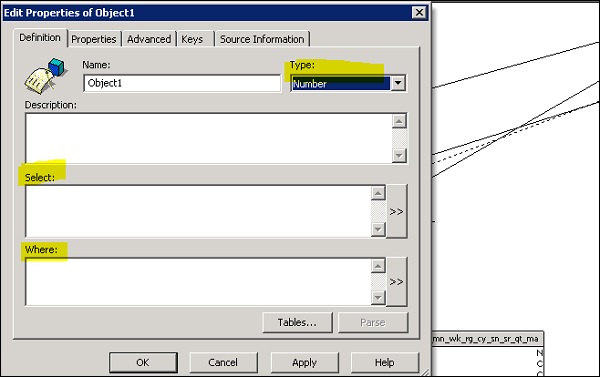 Edit Properties of Object1
Definition Properties Advanced Keys Source Information
Name: Type:
Object1 Number
Description:
Select:
>>
Where:
>>
Tables... Parse
mn_wk_rg_cy_sn_sr_qt_ma
N
C
C
OK Cancel Apply Help